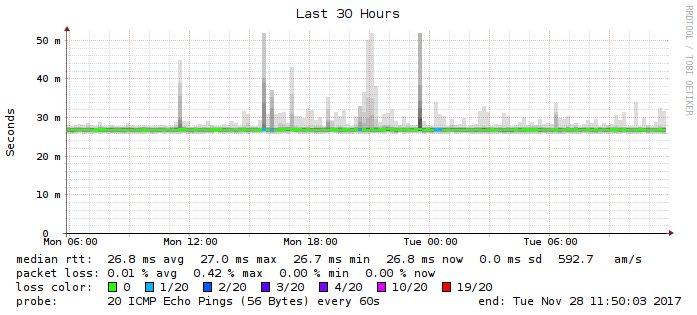 Last 30 Hours
RRDTOOL / TOBI OETIKER
Seconds
50 m
40 m
30 m
20 m
10 m
0
Mon 06:00 Mon 12:00 Mon 18:00 Tue 00:00 Tue 06:00
median rtt: 26.8 ms avg 27.0 ms max 26.7 ms min 26.8 ms now 0.0 ms sd 592.7 am/s
packet loss: 0.01 % avg 0.42 % max 0.00 % min 0.00 % now
loss color: 0 1/20 2/20 3/20 4/20 10/20 19/20
probe: 20 ICMP Echo Pings (56 Bytes) every 60s end: Tue Nov 28 11:50:03 2017